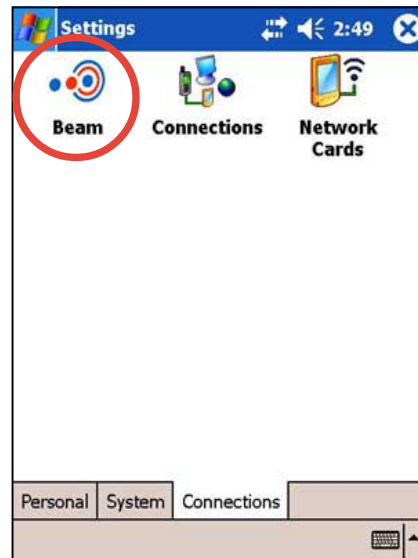 Settings 2:49
Beam Connections Network
Cards
Personal System Connections